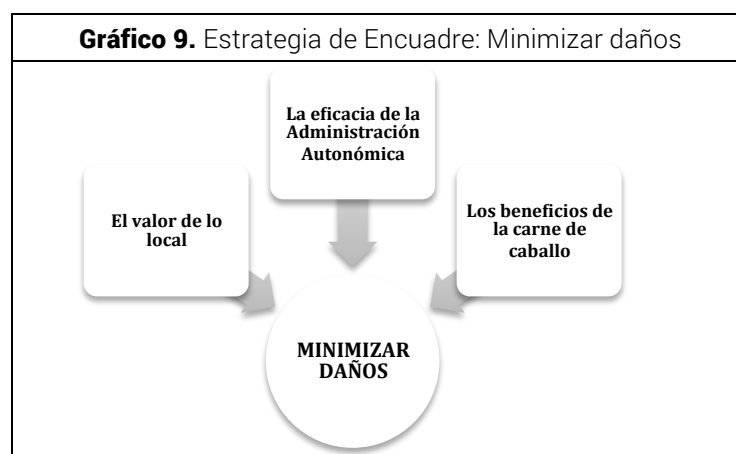 Gráfico 9. Estrategia de Encuadre: Minimizar daños
La eficacia de la
Administración
Autonómica
El valor de lo
local
Los beneficios de
la carne de
caballo
MINIMIZAR
DAÑOS